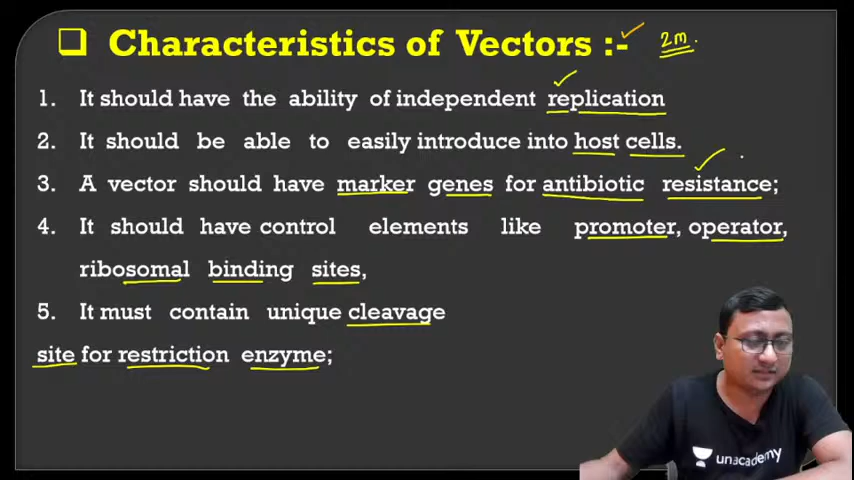 ❑ Characteristics of Vectors :- 2m.
1. It should have the ability of independent replication
2. It should be able to easily introduce into host cells.
3. A vector should have marker genes for antibiotic resistance;
4. It should have control elements like promoter, operator,
ribosomal binding sites,
5. It must contain unique cleavage
site for restriction enzyme;
unacademy